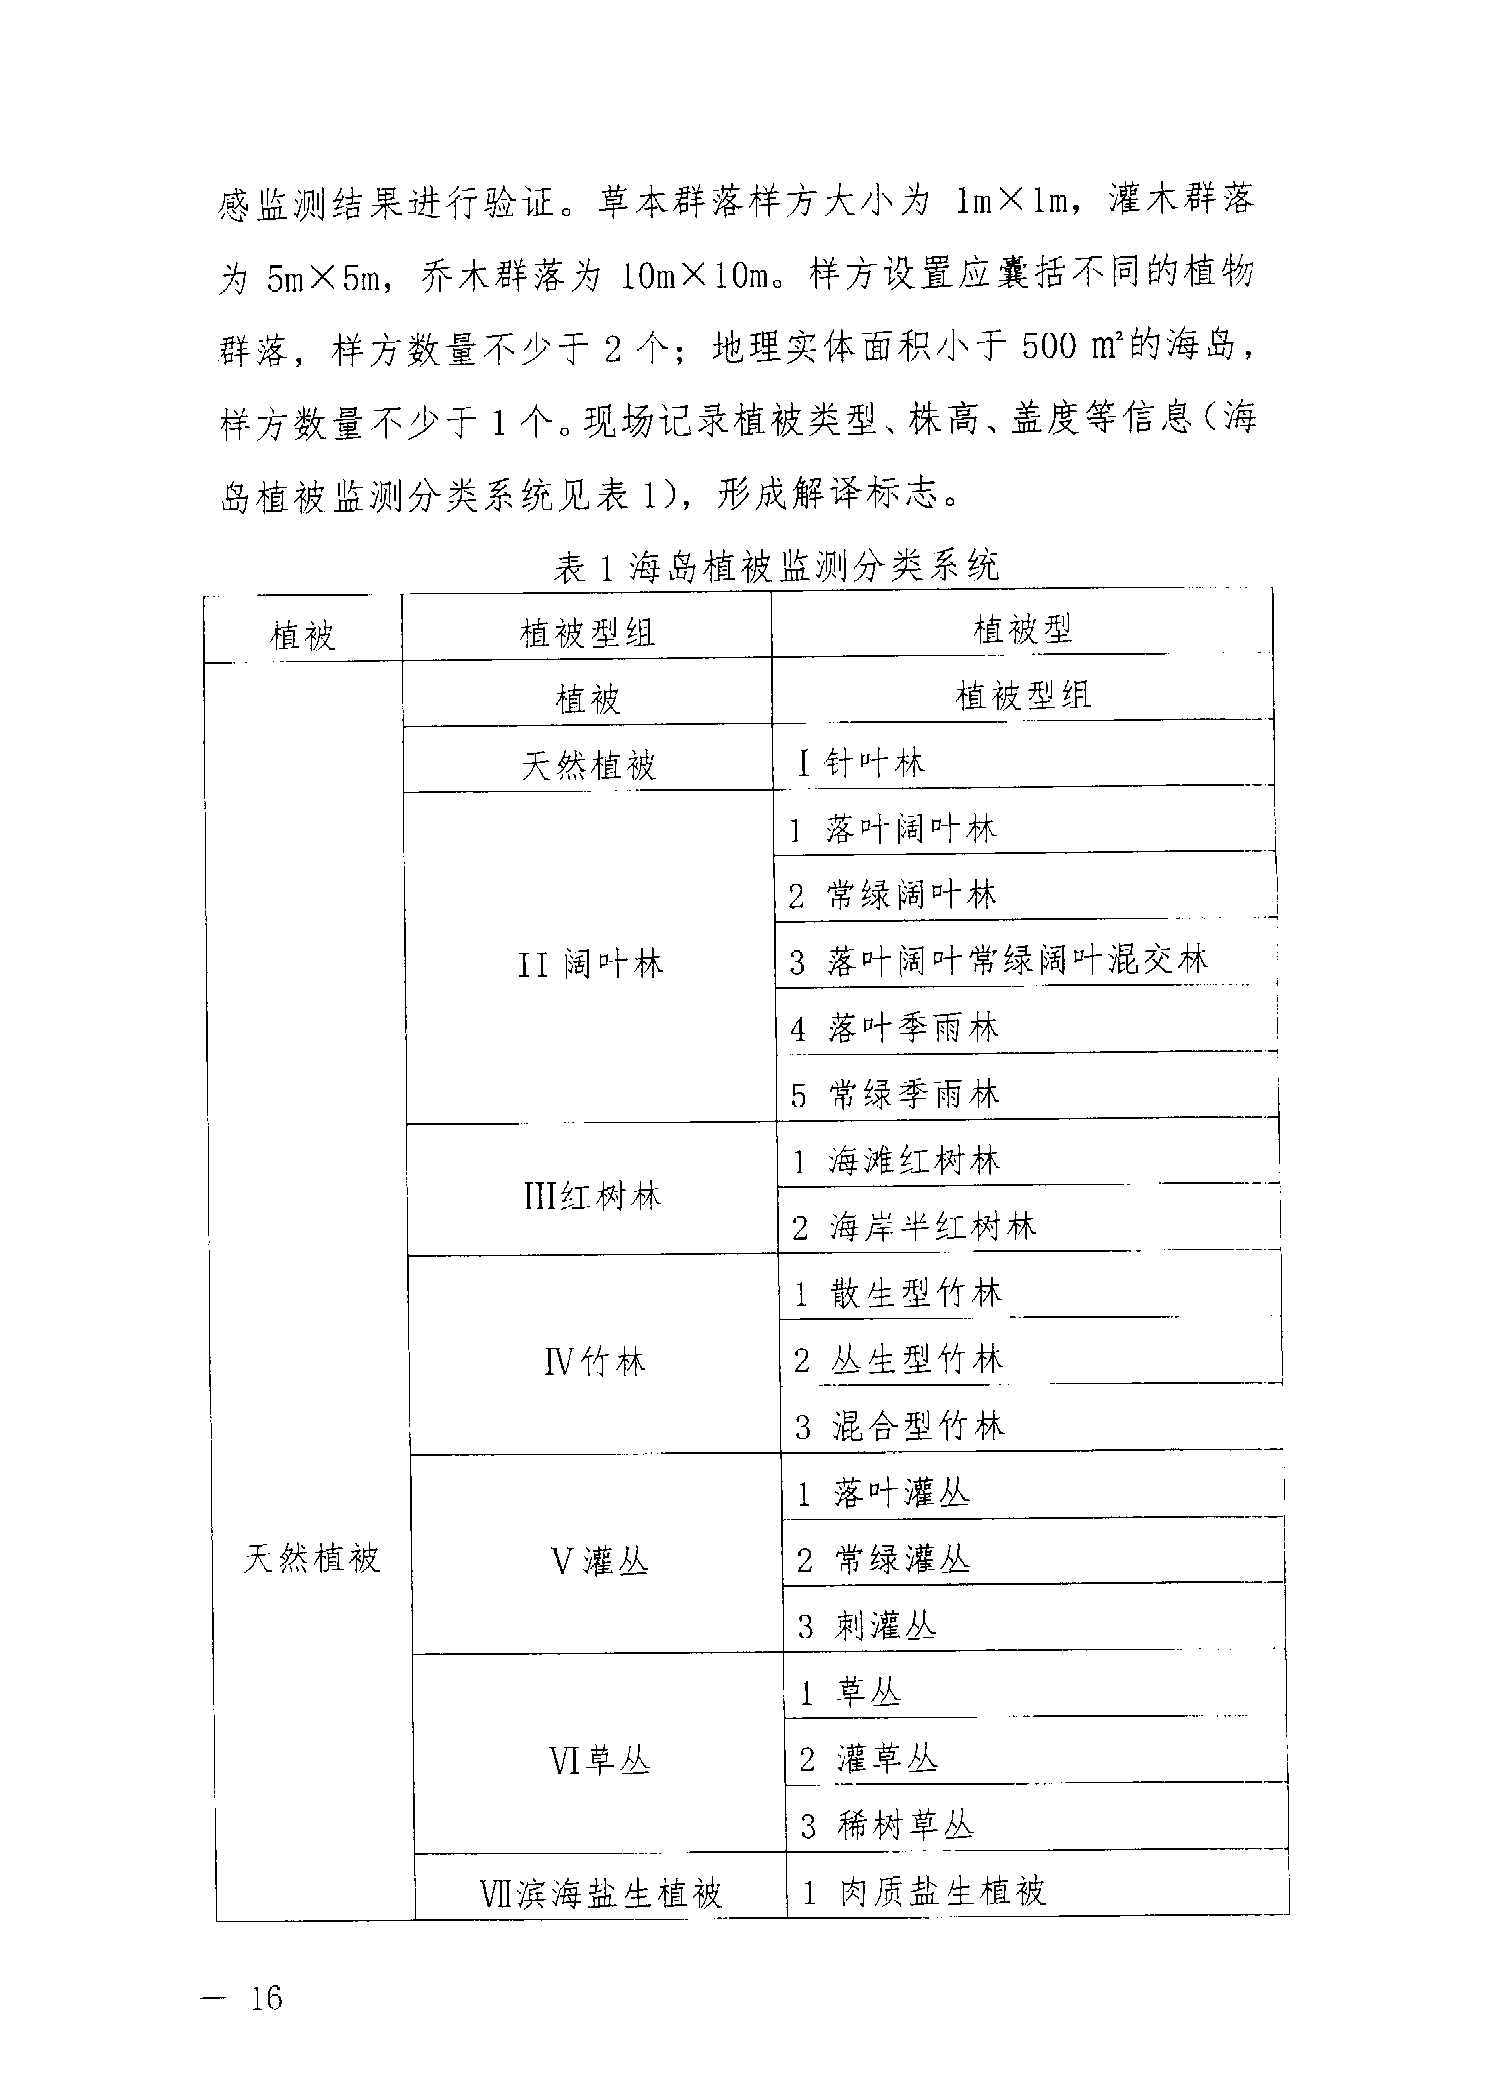 感监测结果进行验证。草本群落样方大小为 1m×1m，灌木群落
为 5m×5m，乔木群落为 10m×10m。样方设置应囊括不同的植物
群落，样方数量不少于 2 个；地理实体面积小于 500 ㎡的海岛，
样方数量不少于 1 个。现场记录植被类型、株高、盖度等信息（海
岛植被监测分类系统见表 1），形成解译标志。
表 1 海岛植被监测分类系统
植被 植被型组 植被型
植被 植被型组
天然植被 Ⅰ针叶林
1 落叶阔叶林
2 常绿阔叶林
II 阔叶林 3 落叶阔叶常绿阔叶混交林
4 落叶季雨林
5 常绿季雨林
1 海滩红树林
Ⅲ红树林
2 海岸半红树林
1 散生型竹林
Ⅳ竹林 2 丛生型竹林
3 混合型竹林
1 落叶灌丛
天然植被 Ⅴ灌丛 2 常绿灌丛
3 刺灌丛
1 草丛
Ⅵ草丛 2 灌草丛
3 稀树草丛
Ⅶ滨海盐生植被 1 肉质盐生植被
— 16